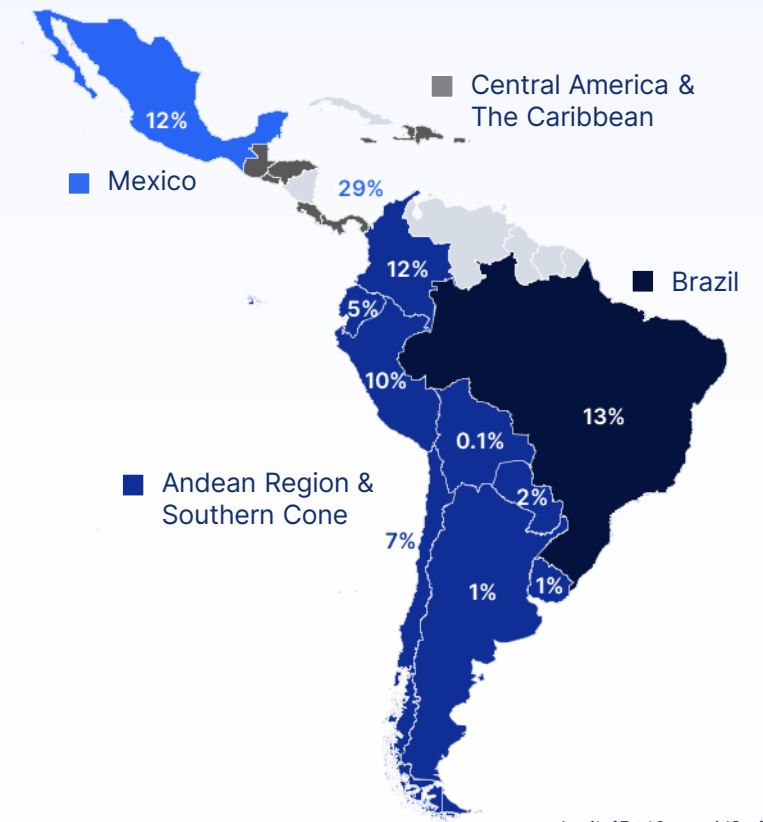 Central America &
The Caribbean
12%
Mexico
29%
12%
Brazil
5%
10%
13%
0.1%
Andean Region &
Southern Cone
2%
7%
1%
1%